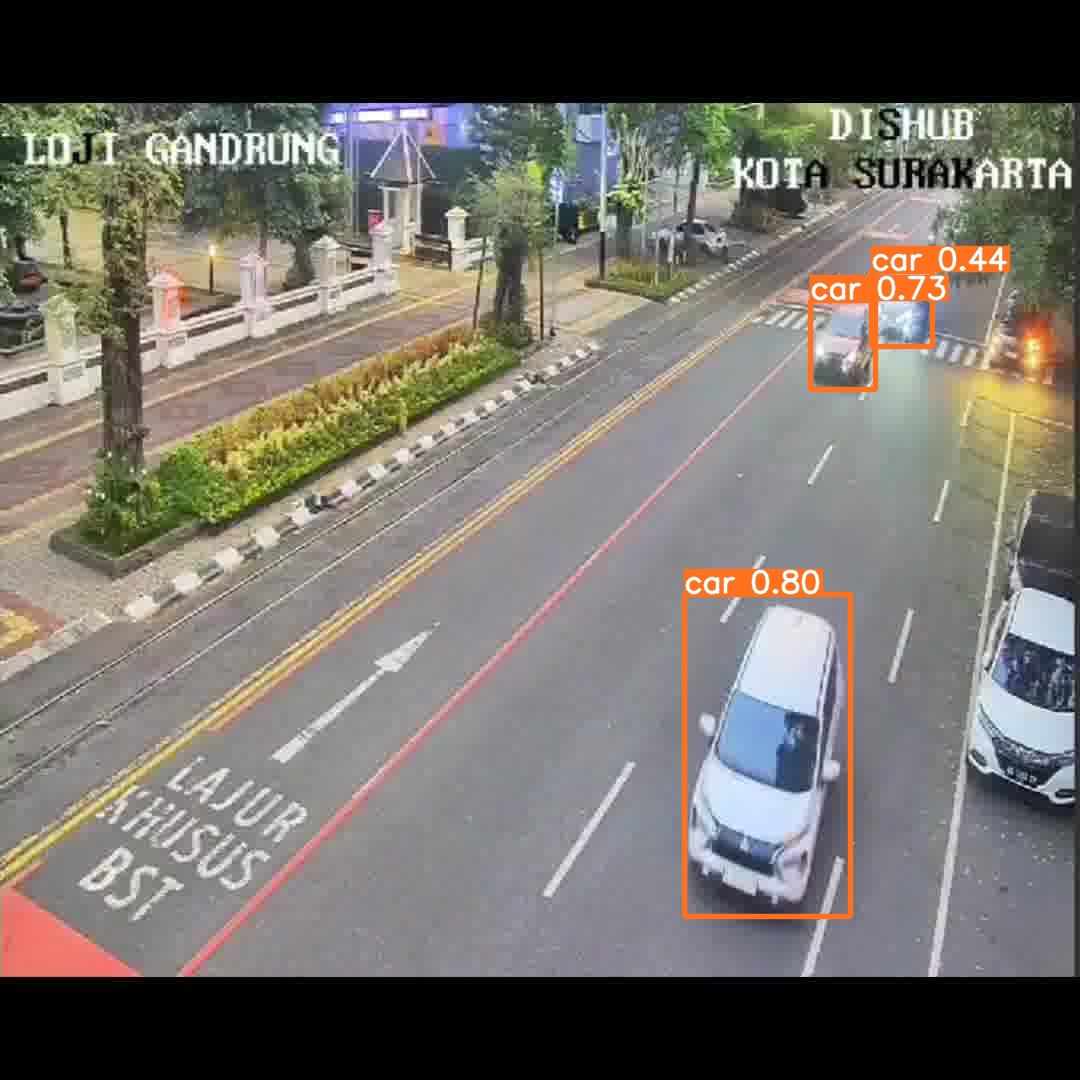 LOJI GANDRUNG
DISHUB
KOTA SURAKARTA
car 0.44
car 0.73
car 0.80
LAJUR
KHUSUS
BST